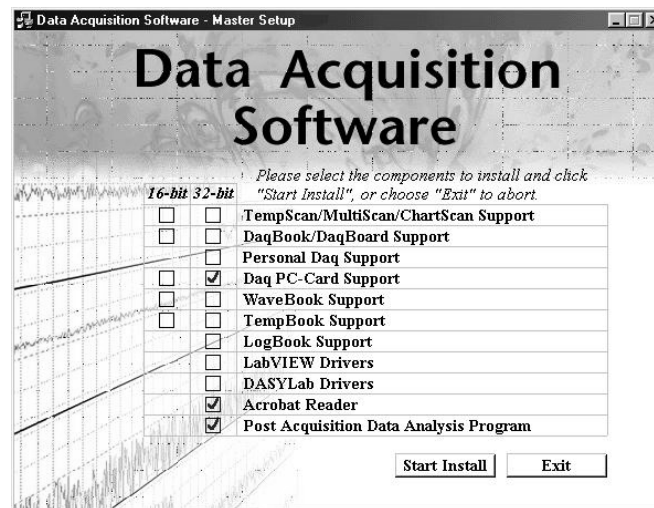 Data Acquisition Software - Master Setup
Data Acquisition
Software
Please select the components to install and click
"Start Install", or choose "Exit" to abort.
16-bit 32-bit
TempScan/MultiScan/ChartScan Support
DaqBook/DaqBoard Support
Personal Daq Support
Daq PC-Card Support
WaveBook Support
TempBook Support
LogBook Support
LabVIEW Drivers
DASYLab Drivers
Acrobat Reader
Post Acquisition Data Analysis Program
Start Install Exit